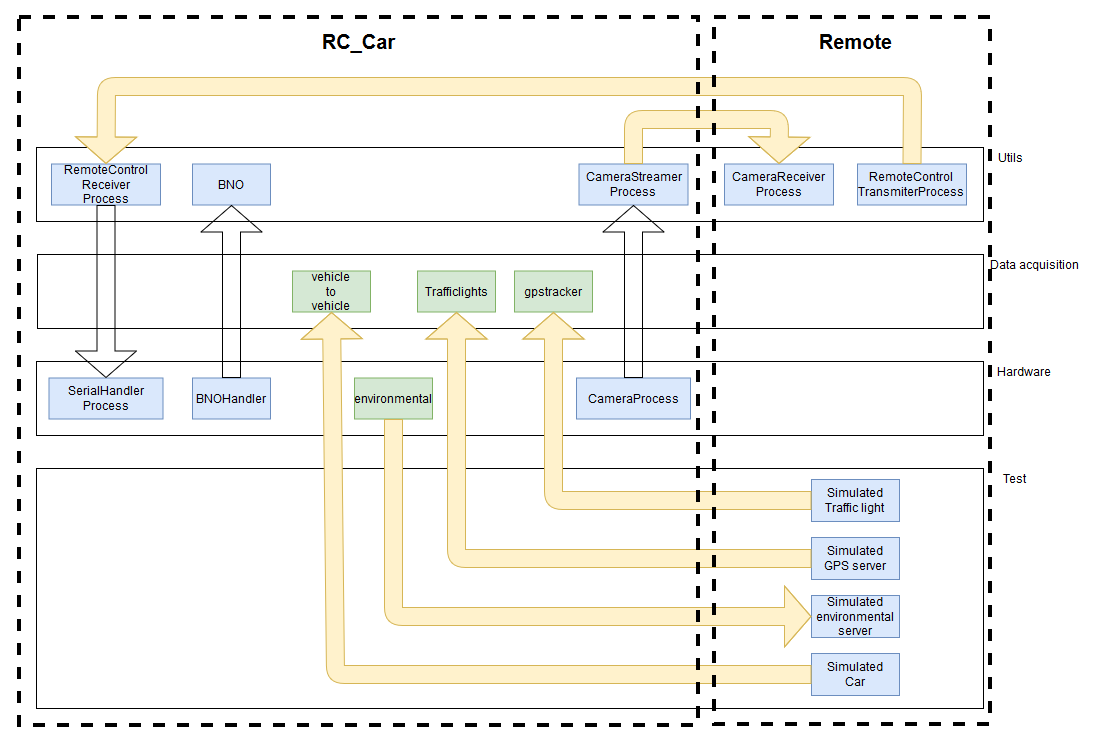 RC_Car
Remote
Utils
RemoteControl
Receiver
Process
BNO
CameraStreamer
Process
CameraReceiver
Process
RemoteControl
TransmiterProcess
Data acquisition
vehicle
to
vehicle
Trafficlights
gpstracker
Hardware
SerialHandler
Process
BNOHandler
environmental
CameraProcess
Test
Simulated
Traffic light
Simulated
GPS server
Simulated
environmental
server
Simulated
Car